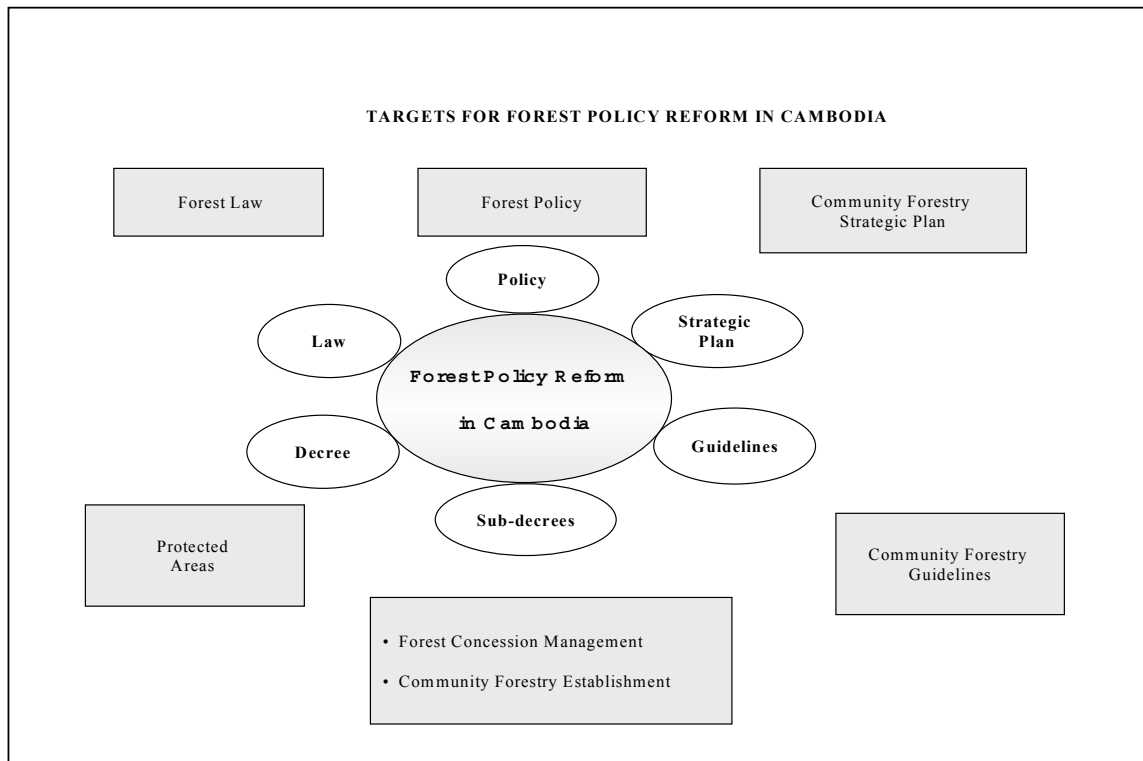 TARGETS FOR FOREST POLICY REFORM IN CAMBODIA
Forest Law
Forest Policy
Community Forestry
Strategic Plan
Policy
Law
Strategic
Plan
Forest Policy Reform
in Cambodia
Decree
Guidelines
Sub-decrees
Protected
Areas
Community Forestry
Guidelines
• Forest Concession Management
• Community Forestry Establishment